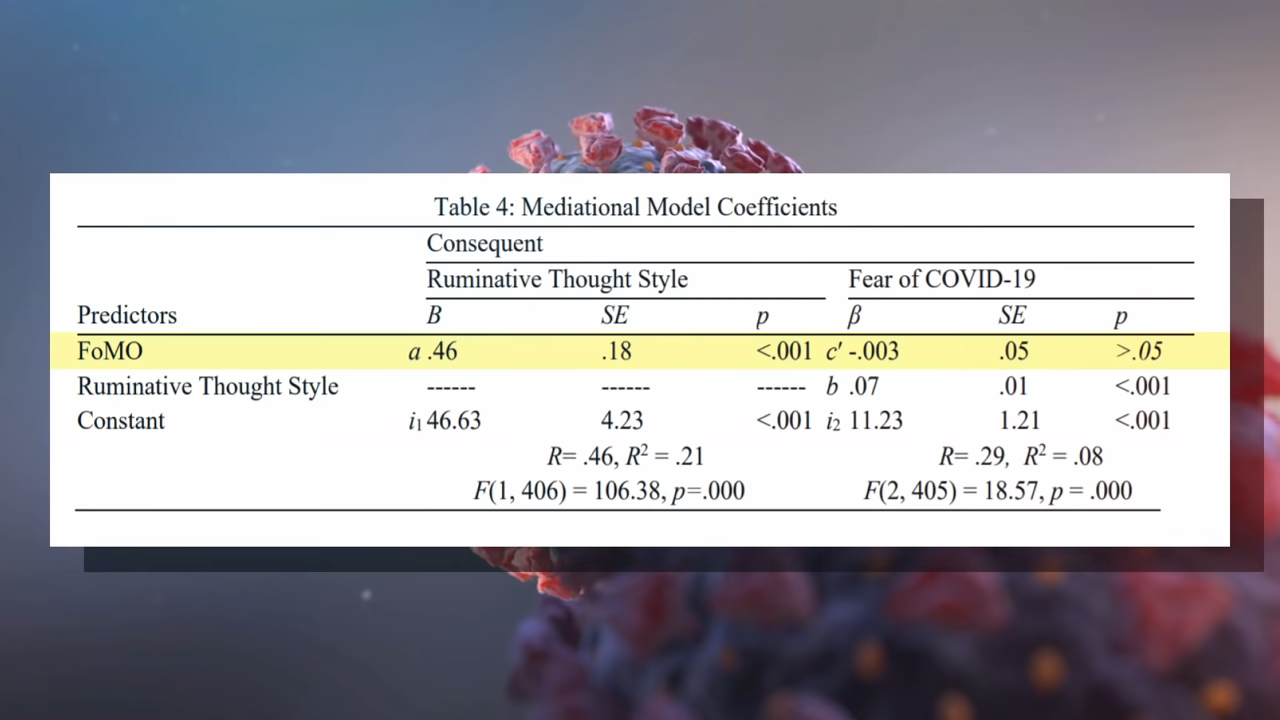 Table 4: Mediational Model Coefficients
Consequent
Ruminative Thought Style Fear of COVID-19
Predictors B SE p β SE p
FoMO a .46 .18 <.001 c' -.003 .05 >.05
Ruminative Thought Style ------ ------ ------ b .07 .01 <.001
Constant i₁ 46.63 4.23 <.001 i₂ 11.23 1.21 <.001
R= .46, R² = .21 R= .29, R² = .08
F(1, 406) = 106.38, p=.000 F(2, 405) = 18.57, p = .000